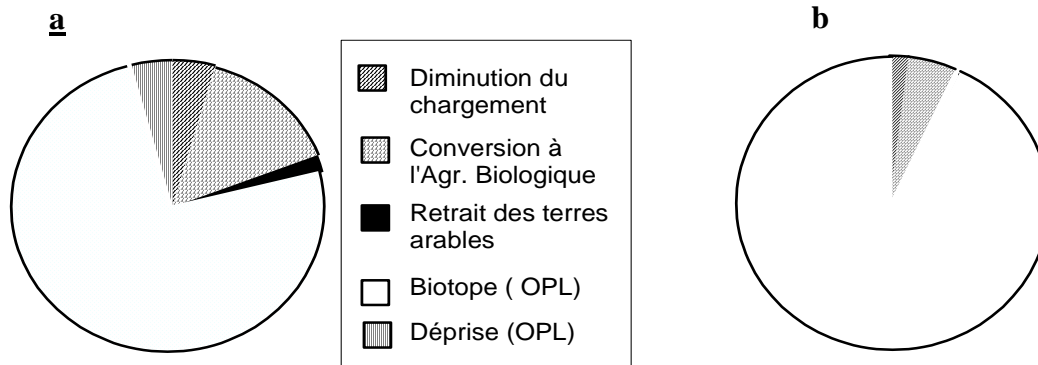 a
b
Diminution du
chargement
Conversion à
l'Agr. Biologique
Retrait des terres
arables
Biotope ( OPL)
Déprise (OPL)